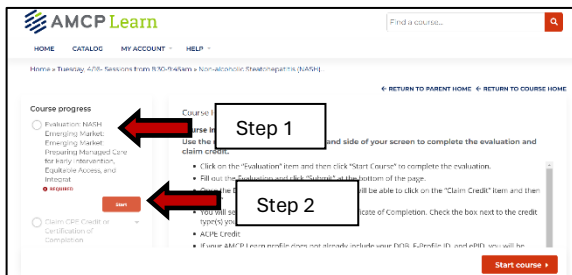 AMCP Learn
Find a course...
HOME CATALOG MY ACCOUNT HELP
Home » Tuesday, 4/18- Sessions from 8:30-9:45am » Non-alcoholic Steatohepatitis (NASH)...
← RETURN TO PARENT HOME ← RETURN TO COURSE HOME
Course progress
Evaluation: NASH
Emerging Market:
Emerging Market
Preparing Managed Care
for Early Intervention,
Equitable Access, and
Integrat
REQUIRED
Start
Claim CPE Credit or
Certification of
Completion
Step 1
Step 2
Course
Course in
Use the and side of your screen to complete the evaluation and
claim credit.
• Click on the "Evaluation" item and then click "Start Course" to complete the evaluation.
• Fill out the Evaluation and click "Submit" at the bottom of the page.
• will be able to click on the "Claim Credit" item and then
• You will se icate of Completion. Check the box next to the credit
type(s) you
• ACPE Credit
• If your AMCP Learn profile does not already include your DOB, E-Profile ID, and ePID, you will be
Start course